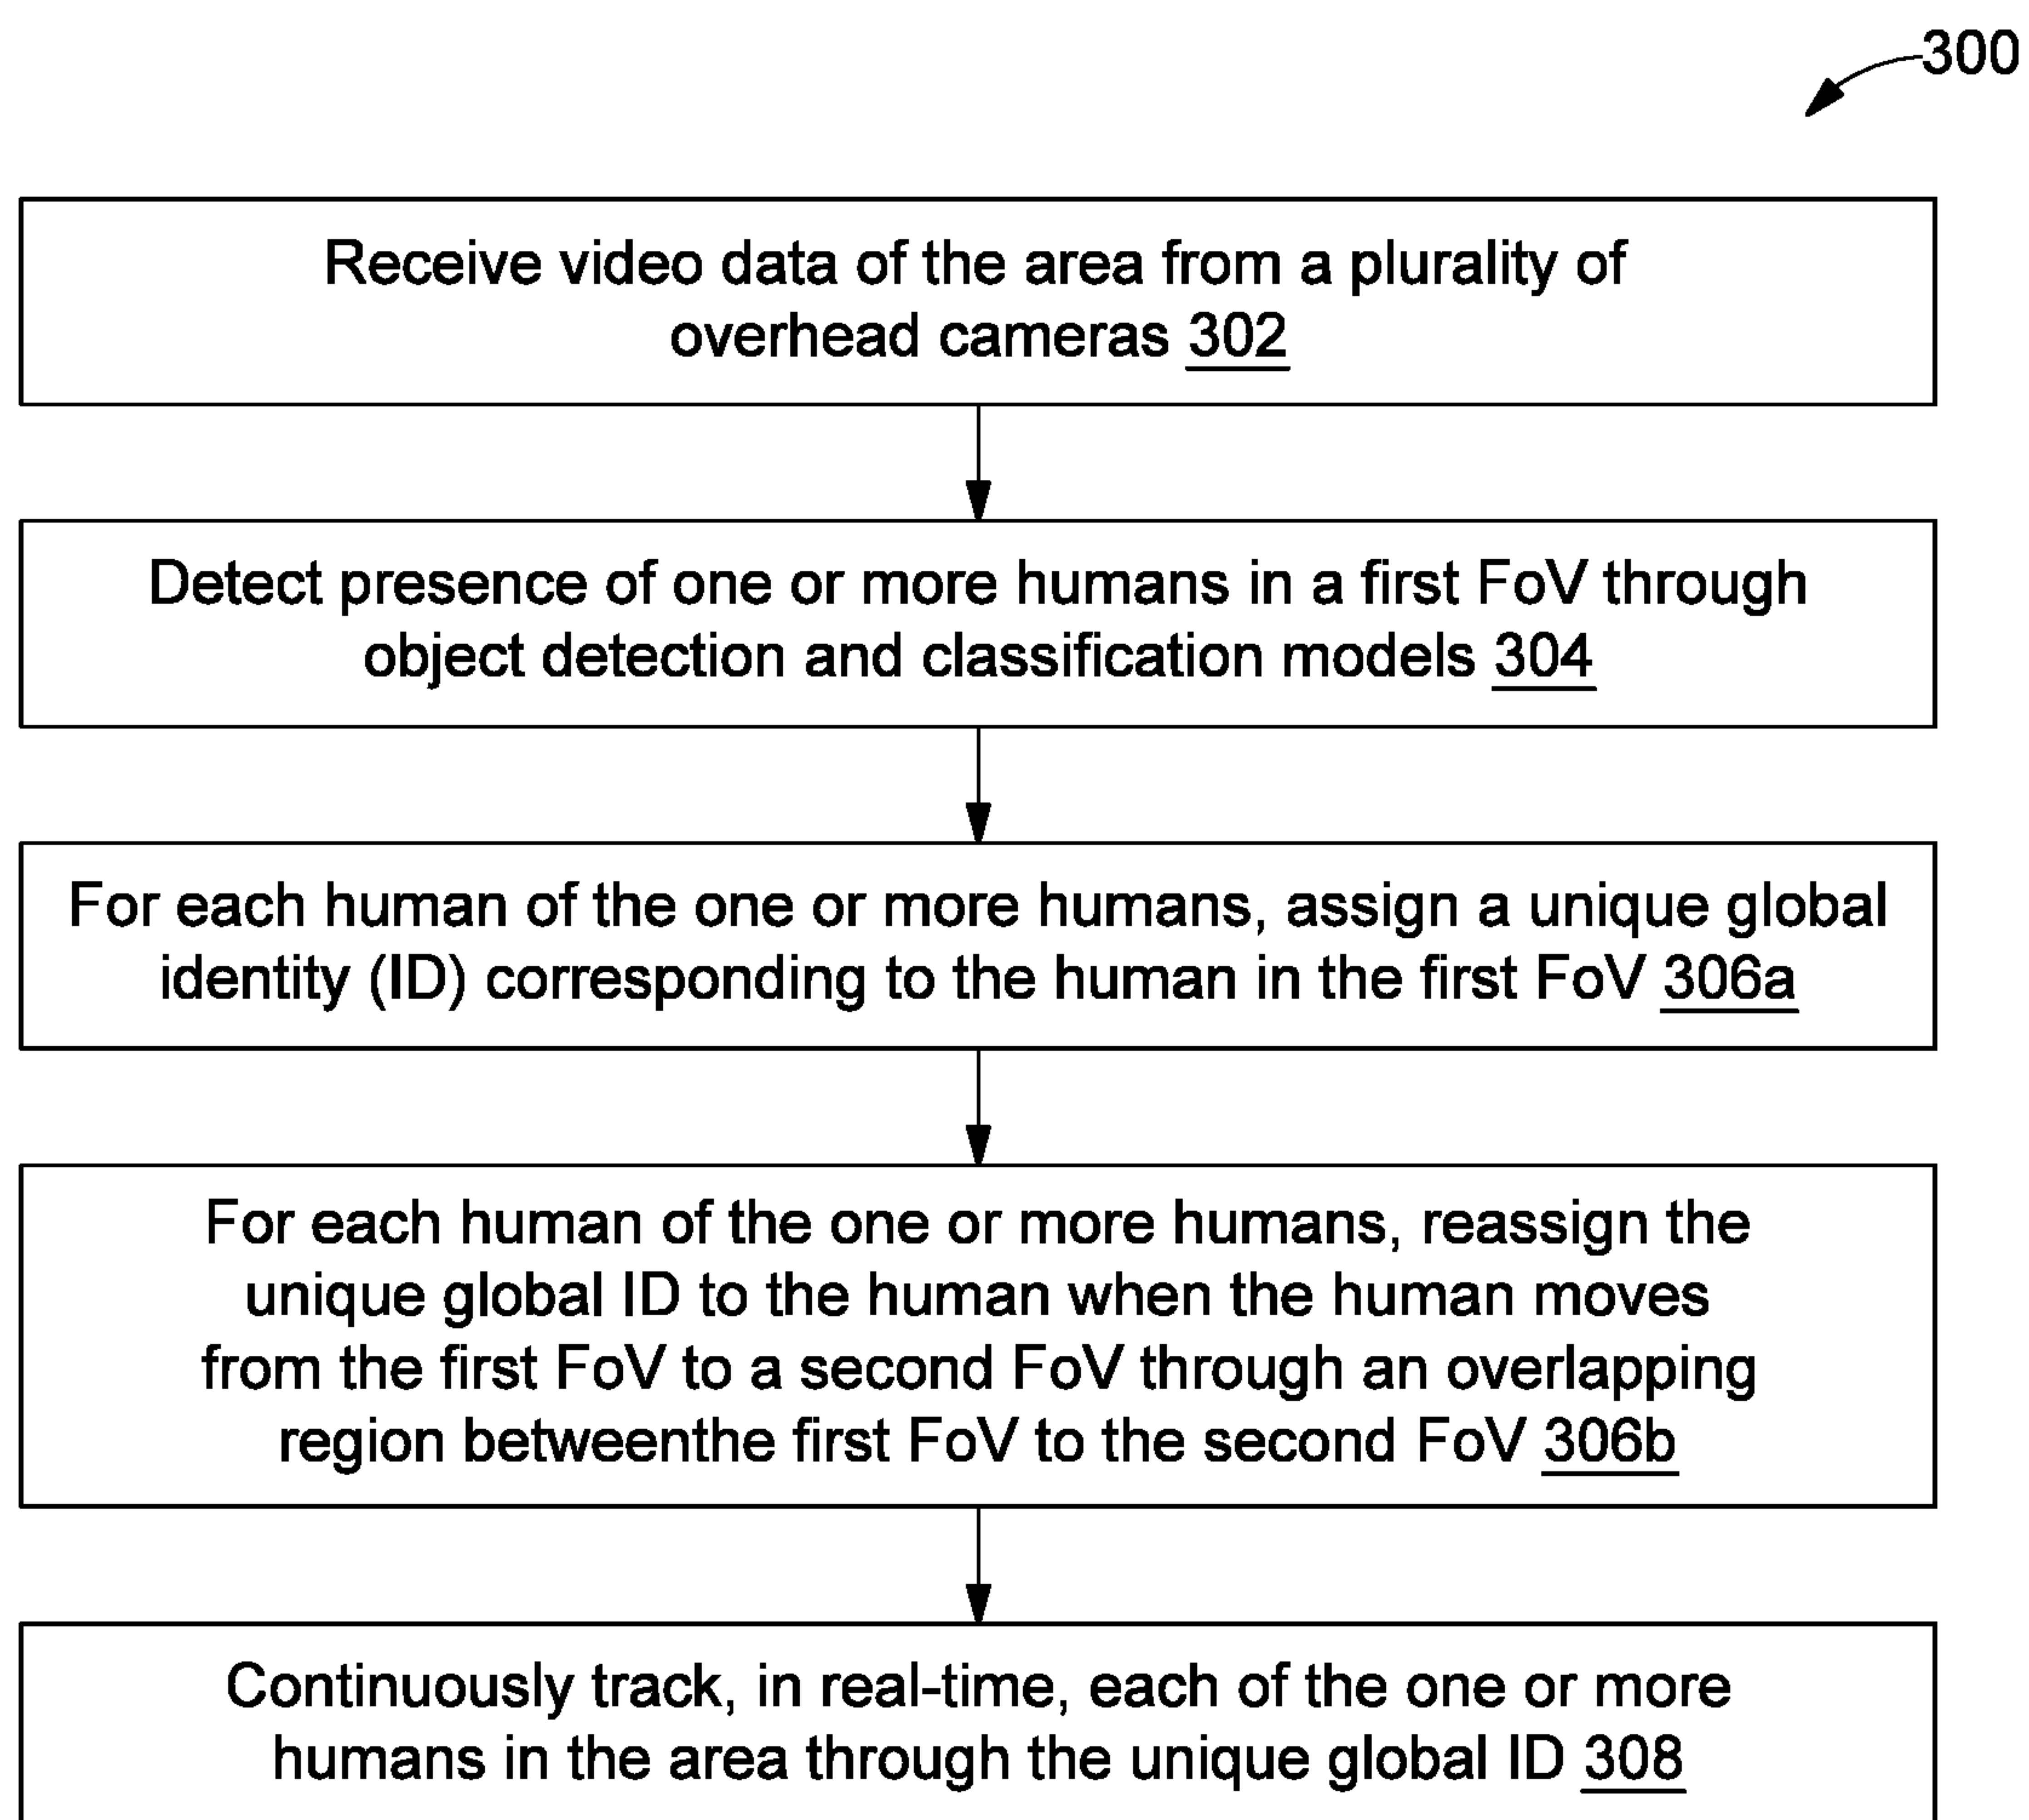 300
Receive video data of the area from a plurality of
overhead cameras 302
Detect presence of one or more humans in a first FoV through
object detection and classification models 304
For each human of the one or more humans, assign a unique global
identity (ID) corresponding to the human in the first FoV 306a
For each human of the one or more humans, reassign the
unique global ID to the human when the human moves
from the first FoV to a second FoV through an overlapping
region betweenthe first FoV to the second FoV 306b
Continuously track, in real-time, each of the one or more
humans in the area through the unique global ID 308